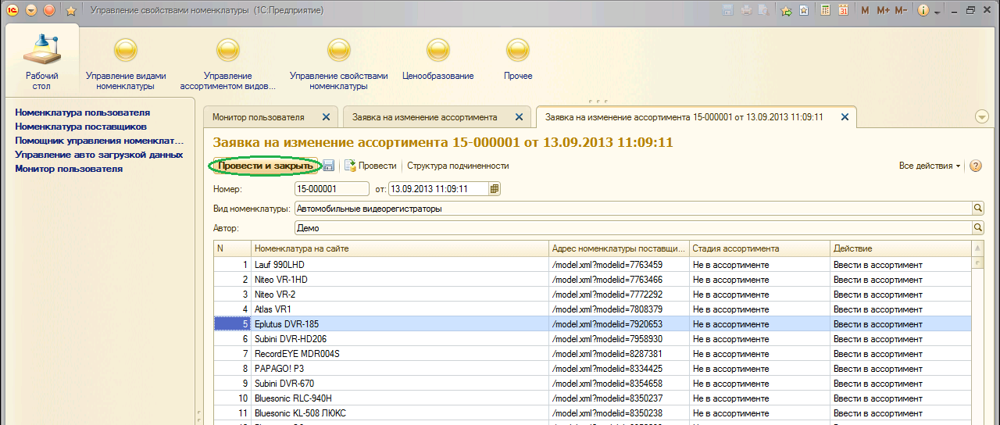 Управление свойствами номенклатуры (1С:Предприятие)
31 M M+ M-
Рабочий стол
Управление видами номенклатуры
Управление ассортиментом видов...
Управление свойствами номенклатуры
Ценообразование
Прочее
Номенклатура пользователя
Номенклатура поставщиков
Помощник управления номенклат...
Управление авто загрузкой данных
Монитор пользователя
Монитор пользователя
Заявка на изменение ассортимента
Заявка на изменение ассортимента 15-000001 от 13.09.2013 11:09:11
Заявка на изменение ассортимента 15-000001 от 13.09.2013 11:09:11
Провести и закрыть Провести Структура подчиненности Все действия
Номер: 15-000001 от: 13.09.2013 11:09:11
Вид номенклатуры: Автомобильные видеорегистраторы
Автор: Демо
N Номенклатура на сайте Адрес номенклатуры поставщи... Стадия ассортимента Действие
1 Lauf 990LHD /model.xml?modelid=7763459 Не в ассортименте Ввести в ассортимент
2 Niteo VR-1HD /model.xml?modelid=7763466 Не в ассортименте Ввести в ассортимент
3 Niteo VR-2 /model.xml?modelid=7772292 Не в ассортименте Ввести в ассортимент
4 Atlas VR1 /model.xml?modelid=7808379 Не в ассортименте Ввести в ассортимент
5 Eplutus DVR-185 /model.xml?modelid=7920653 Не в ассортименте Ввести в ассортимент
6 Subini DVR-HD206 /model.xml?modelid=7958930 Не в ассортименте Ввести в ассортимент
7 RecordEYE MDR004S /model.xml?modelid=8287381 Не в ассортименте Ввести в ассортимент
8 PAPAGO! P3 /model.xml?modelid=8334425 Не в ассортименте Ввести в ассортимент
9 Subini DVR-670 /model.xml?modelid=8354658 Не в ассортименте Ввести в ассортимент
10 Bluesonic RLC-940H /model.xml?modelid=8350237 Не в ассортименте Ввести в ассортимент
11 Bluesonic KL-508 ЛЮКС /model.xml?modelid=8350238 Не в ассортименте Ввести в ассортимент